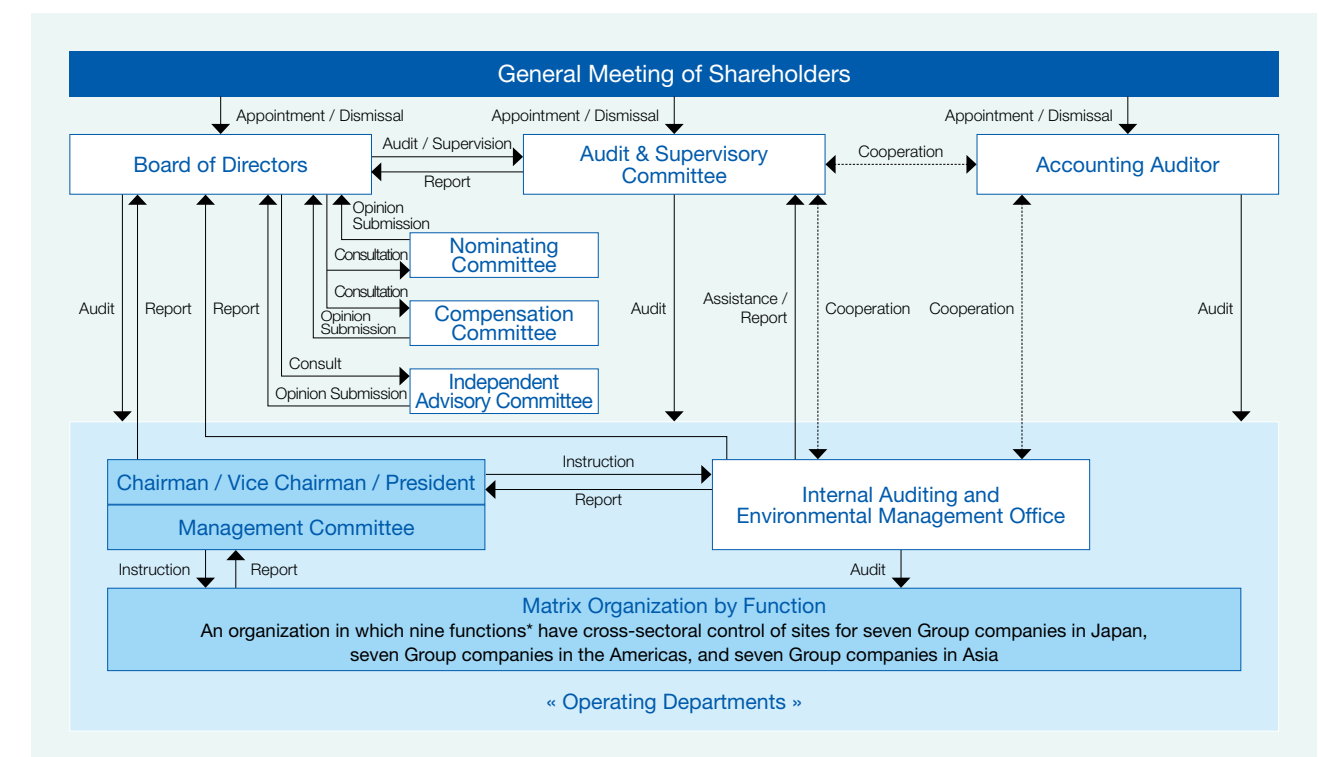 General Meeting of Shareholders
Appointment / Dismissal
Appointment / Dismissal
Appointment / Dismissal
Board of Directors
Audit / Supervision
Report
Audit & Supervisory
Committee
Cooperation
Accounting Auditor
Opinion
Submission
Nominating
Committee
Consultation
Consultation
Opinion
Submission
Compensation
Committee
Consult
Opinion Submission
Independent
Advisory Committee
Audit
Report
Report
Audit
Assistance /
Report
Cooperation
Cooperation
Audit
Chairman / Vice Chairman / President
Management Committee
Instruction
Report
Internal Auditing and
Environmental Management Office
Instruction
Report
Audit
Matrix Organization by Function
An organization in which nine functions* have cross-sectoral control of sites for seven Group companies in Japan,
seven Group companies in the Americas, and seven Group companies in Asia
« Operating Departments »